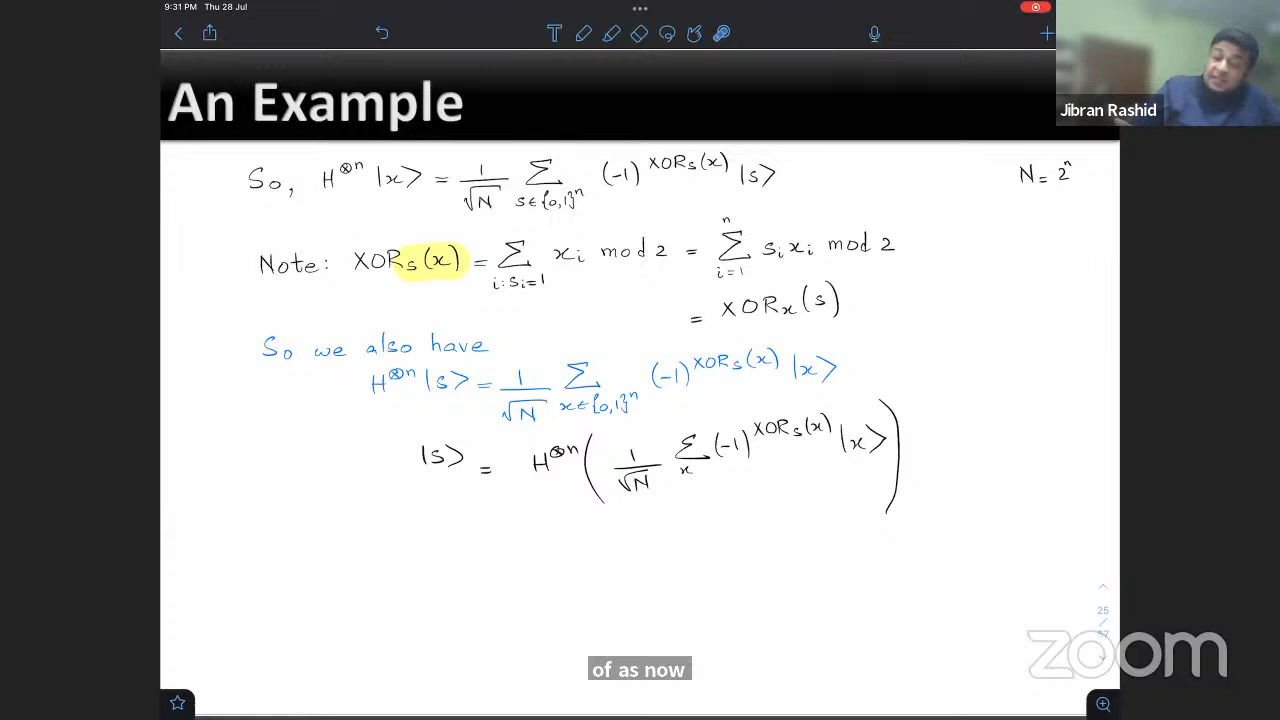 9:31 PM Thu 28 Jul
Jibran Rashid
An Example
So, H^{⊗n} |x> = 1/√N Σ_{s∈{0,1}^n} (-1)^{XOR_s(x)} |s>
N = 2^n
Note: XOR_s(x) = Σ_{i:s_i=1} x_i mod 2 = Σ_{i=1}^{n} s_i x_i mod 2
= XOR_x(s)
So we also have
H^{⊗n} |s> = 1/√N Σ_{x∈{0,1}^n} (-1)^{XOR_s(x)} |x>
|s> = H^{⊗n} ( 1/√N Σ_x (-1)^{XOR_s(x)} |x> )
25
/
zoom
of as now